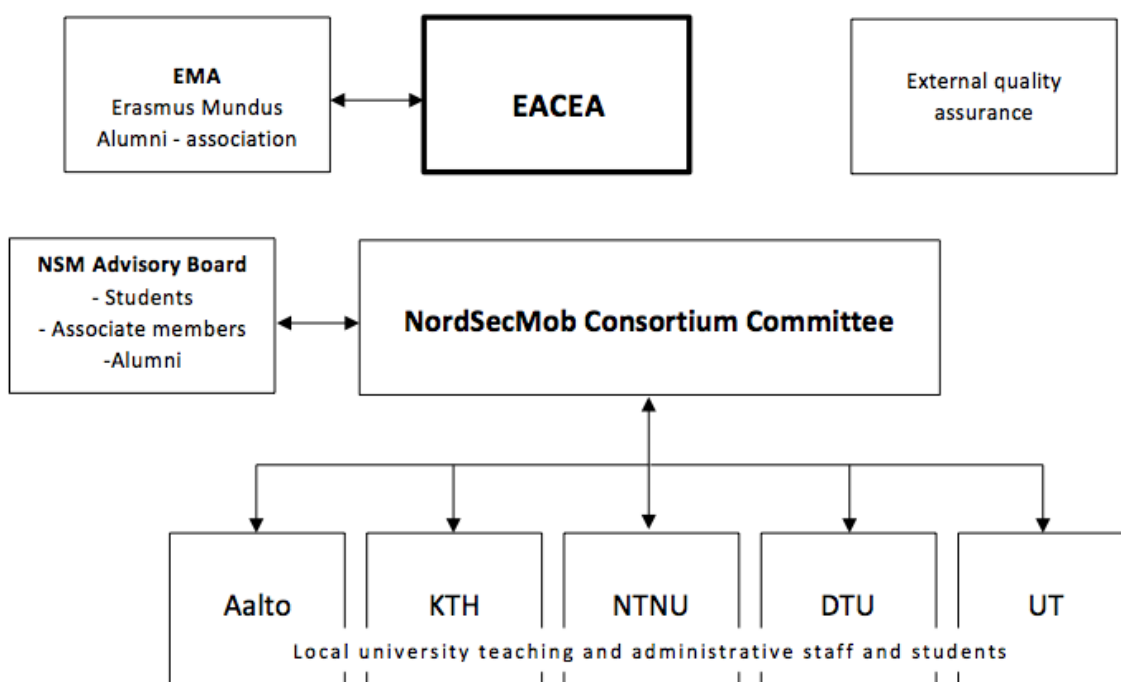 EMA
Erasmus Mundus
Alumni - association
EACEA
External quality
assurance
NSM Advisory Board
- Students
- Associate members
-Alumni
NordSecMob Consortium Committee
Aalto
KTH
NTNU
DTU
UT
Local university teaching and administrative staff and students